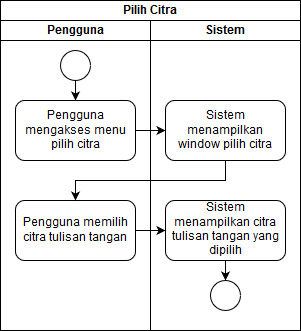 Pilih Citra
Pengguna
Sistem
Pengguna
mengakses menu
pilih citra
Sistem
menampilkan
window pilih citra
Pengguna memilih
citra tulisan tangan
Sistem
menampilkan citra
tulisan tangan yang
dipilih